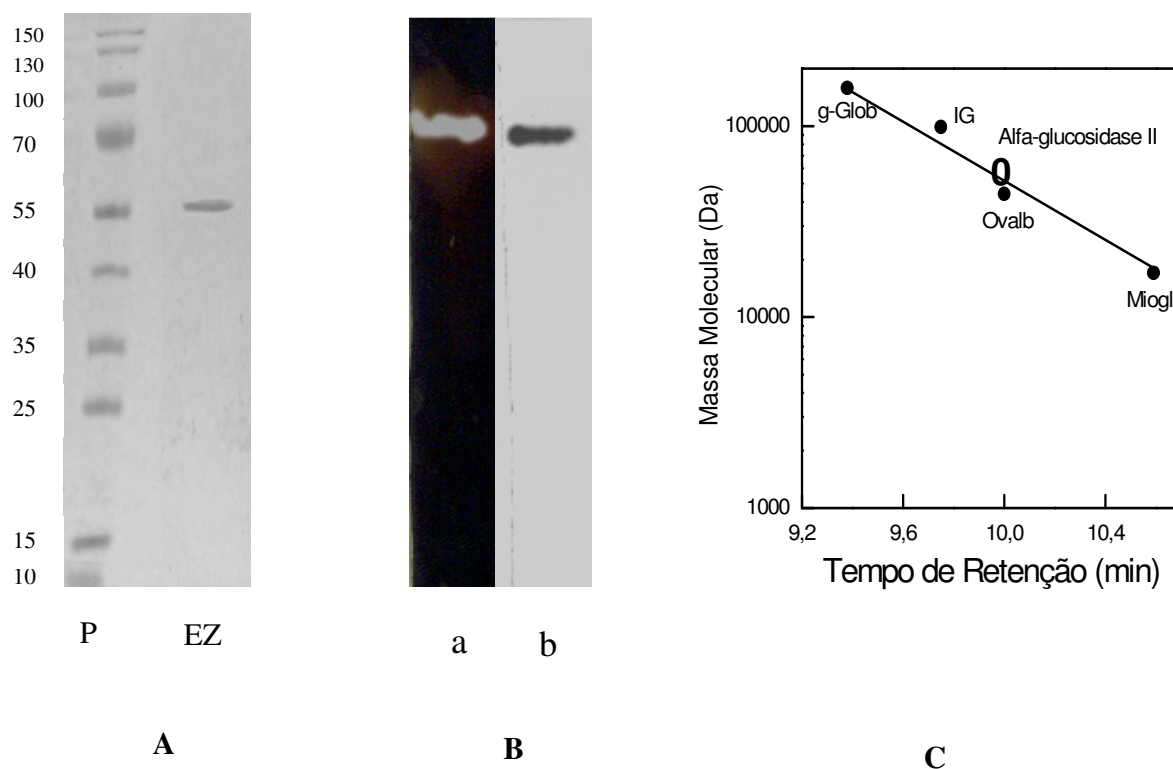 150
130
100
70
55
40
35
25
15
10
P EZ
A
a b
B
100000
10000
1000
Massa Molecular (Da)
g-Glob
IG
Alfa-glucosidase II
0
Ovalb
Miogl
9,2 9,6 10,0 10,4
Tempo de Retenção (min)
C